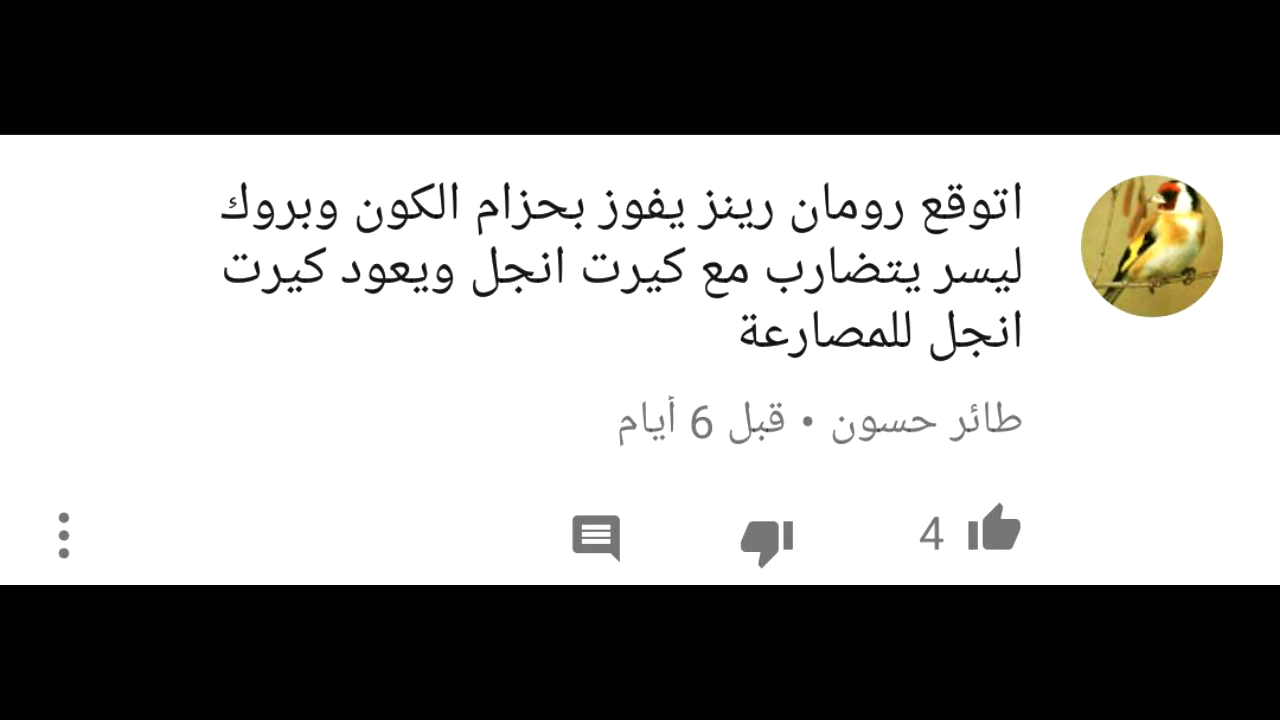 اتوقع رومان رينز يفوز بحزام الكون وبروك
ليسر يتضارب مع كيرت انجل ويعود كيرت
انجل للمصارعة
طائر حسون • قبل 6 أيام
4